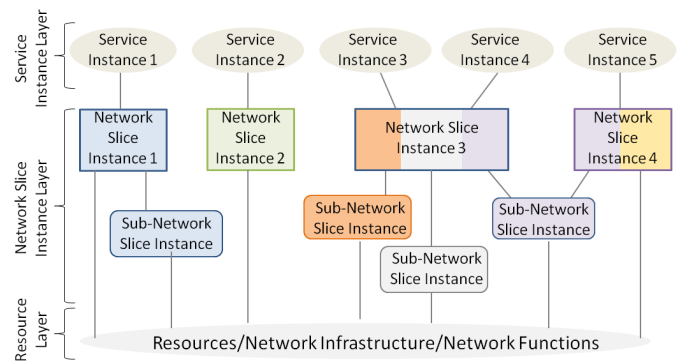 Service
Instance Layer
Service
Instance 1
Service
Instance 2
Service
Instance 3
Service
Instance 4
Service
Instance 5
Network Slice
Instance Layer
Network
Slice
Instance 1
Network
Slice
Instance 2
Network Slice
Instance 3
Network
Slice
Instance 4
Sub-Network
Slice Instance
Sub-Network
Slice Instance
Sub-Network
Slice Instance
Sub-Network
Slice Instance
Resource
Layer
Resources/Network Infrastructure/Network Functions